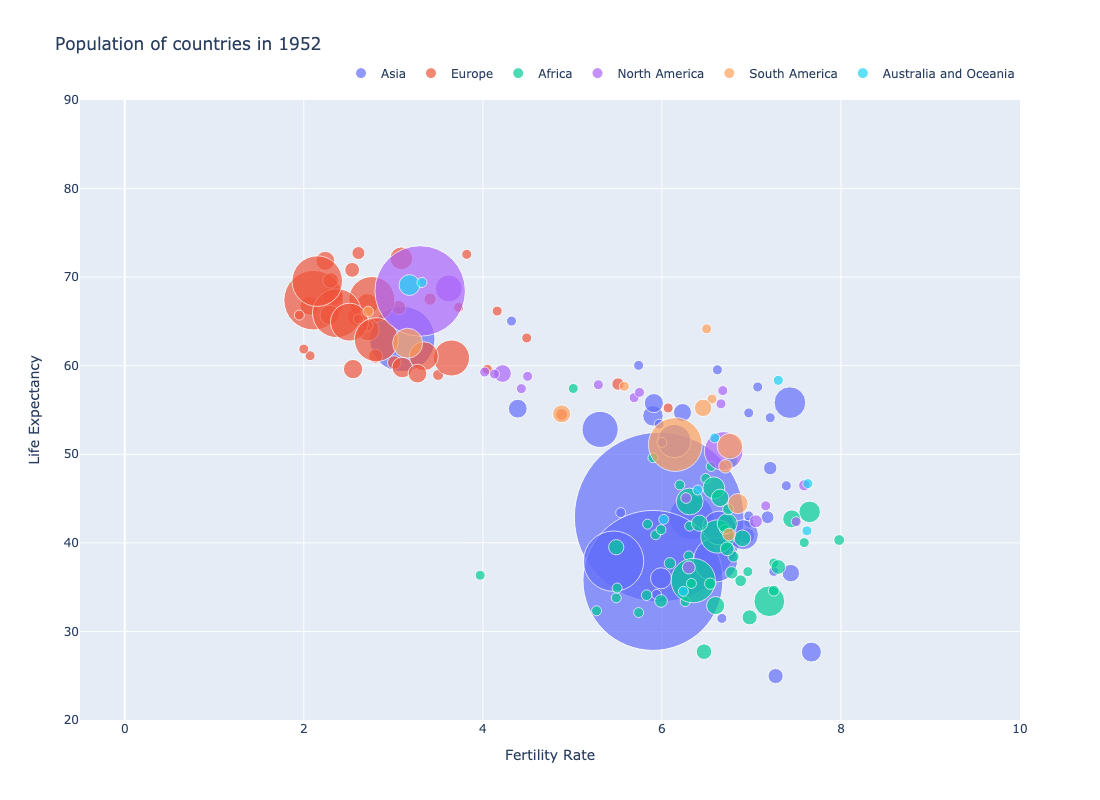 Population of countries in 1952
Asia Europe Africa North America South America Australia and Oceania
90
80
70
60
50
40
30
20
Life Expectancy
0 2 4 6 8 10
Fertility Rate